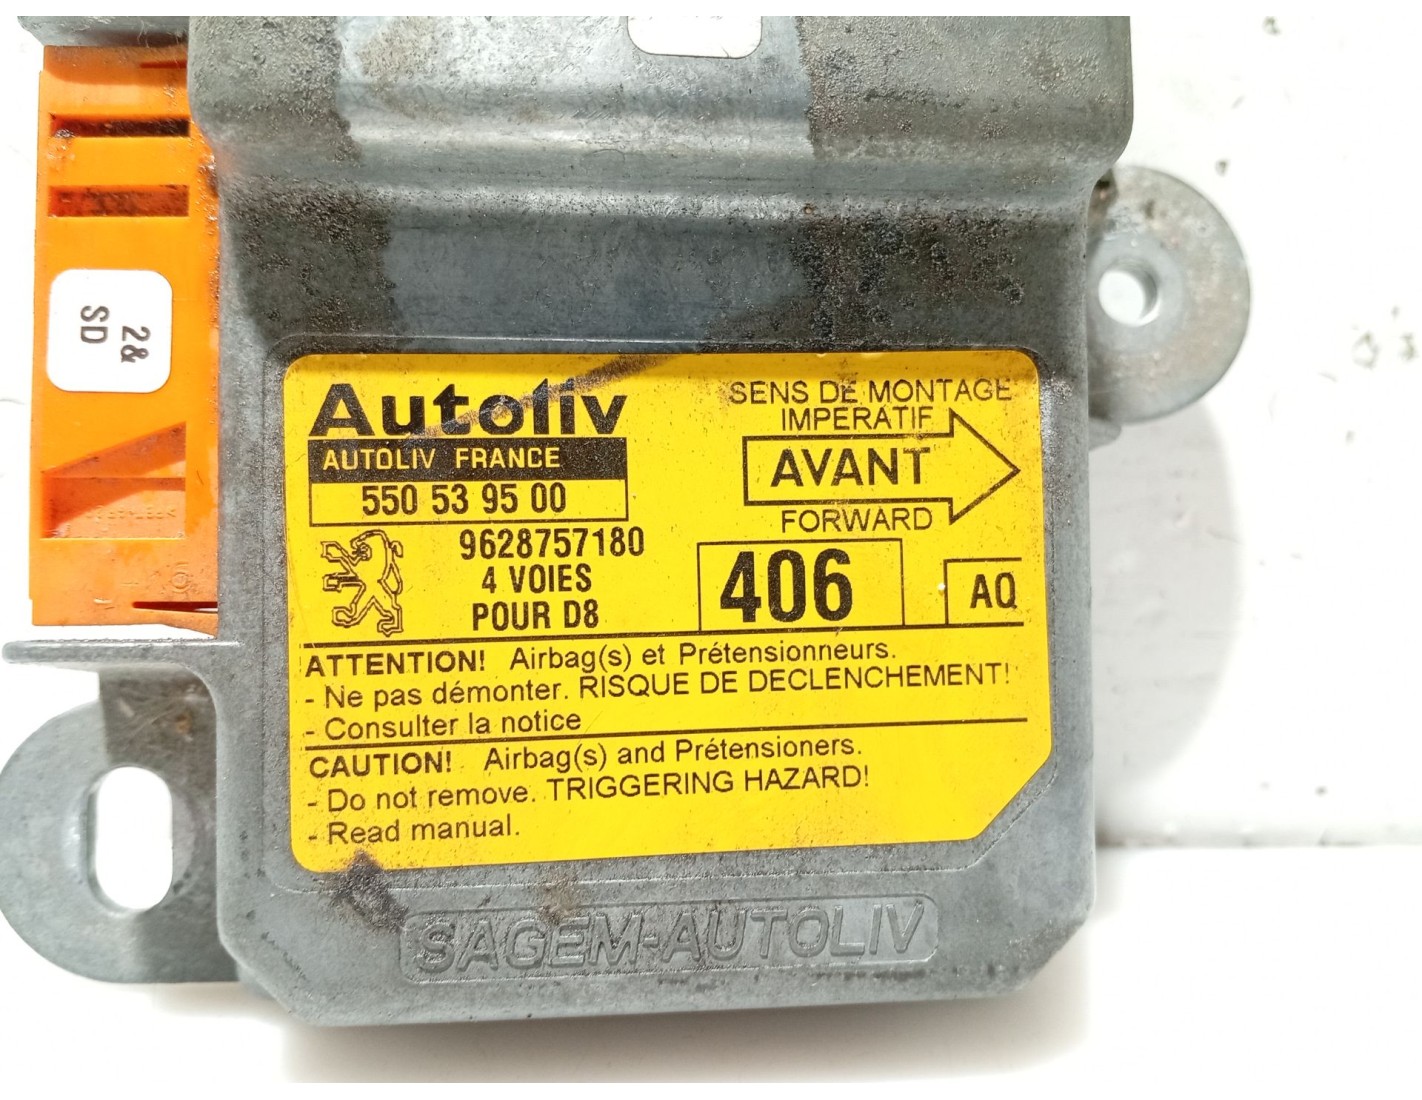 2&
SD
Autoliv
AUTOLIV FRANCE
550 53 95 00
SENS DE MONTAGE
IMPERATIF
AVANT
FORWARD
9628757180
4 VOIES
POUR D8
406
AQ
ATTENTION! Airbag(s) et Prétensionneurs.
- Ne pas démonter. RISQUE DE DECLENCHEMENT!
- Consulter la notice
CAUTION! Airbag(s) and Prétensioners.
- Do not remove. TRIGGERING HAZARD!
- Read manual.
SAGEM-AUTOLIV